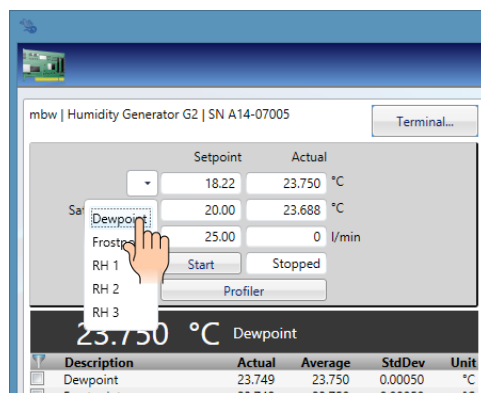 mbw | Humidity Generator G2 | SN A14-07005
Terminal...
Setpoint Actual
18.22 23.750 °C
20.00 23.688 °C
25.00 0 l/min
Dewpoint
RH 1
RH 2
RH 3
Start Stopped
Profiler
23.750 °C Dewpoint
Description Actual Average StdDev Unit
Dewpoint 23.749 23.750 0.00050 °C